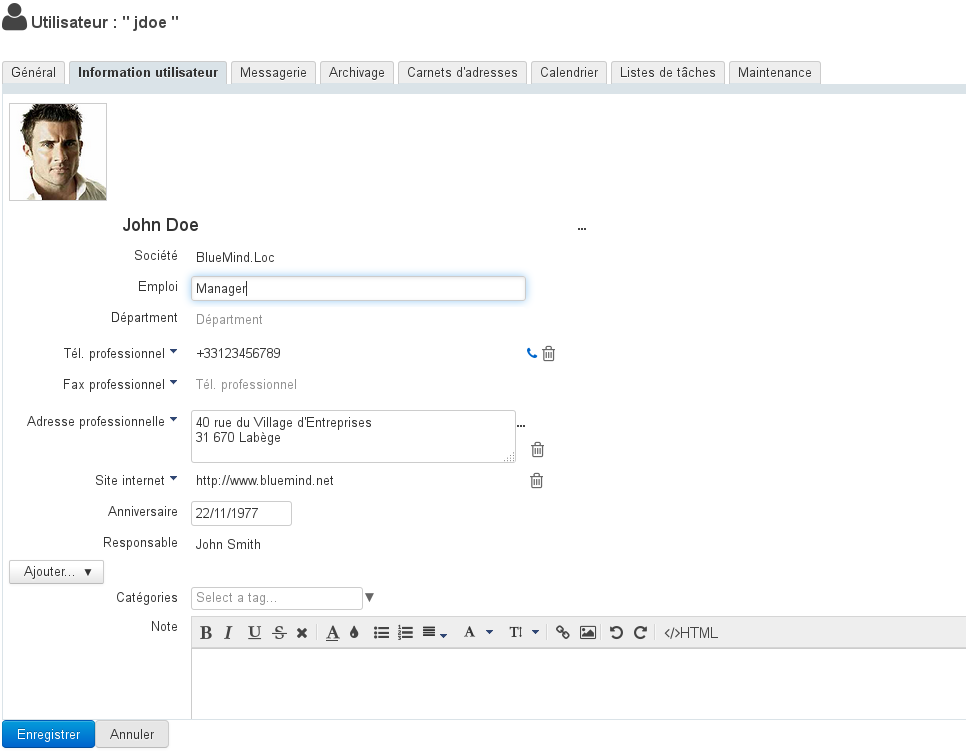 Utilisateur : " jdoe "
Général Information utilisateur Messagerie Archivage Carnets d'adresses Calendrier Listes de tâches Maintenance
John Doe ...
Société BlueMind.Loc
Emploi Manager
Départment Départment
Tél. professionnel +33123456789
Fax professionnel Tél. professionnel
Adresse professionnelle 40 rue du Village d'Entreprises ...
31 670 Labège
Site internet http://www.bluemind.net
Anniversaire 22/11/1977
Responsable John Smith
Ajouter... ▼
Catégories Select a tag...
Note B I U S A A T! </>HTML
Enregistrer Annuler